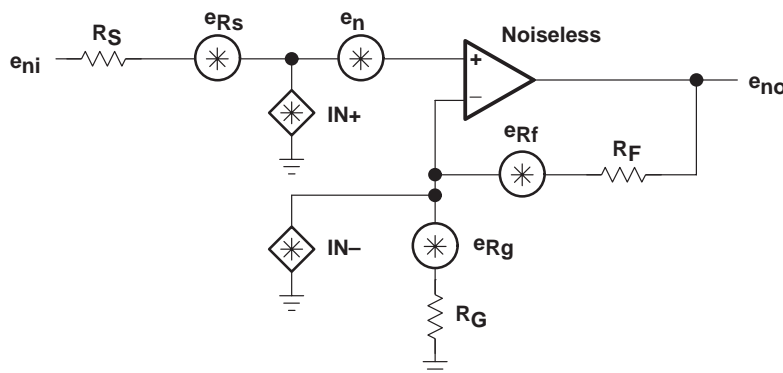 eRs
en
Noiseless
RS
eni
+
eno
IN+
−
eRf
RF
IN−
eRg
RG